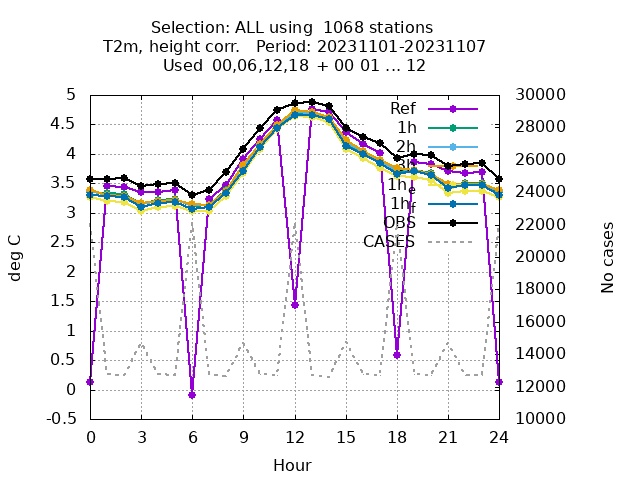 Selection: ALL using  1068 stations
T2m, height corr.   Period: 20231101-20231107
Used  00,06,12,18  + 00 01 ... 12
5
4.5
4
3.5
3
2.5
2
1.5
1
0.5
0
-0.5
deg C
30000
28000
26000
24000
22000
20000
18000
16000
14000
12000
10000
No cases
Ref
1h
2h
3h
1h_e
1h_f
OBS
CASES
0 3 6 9 12 15 18 21 24
Hour